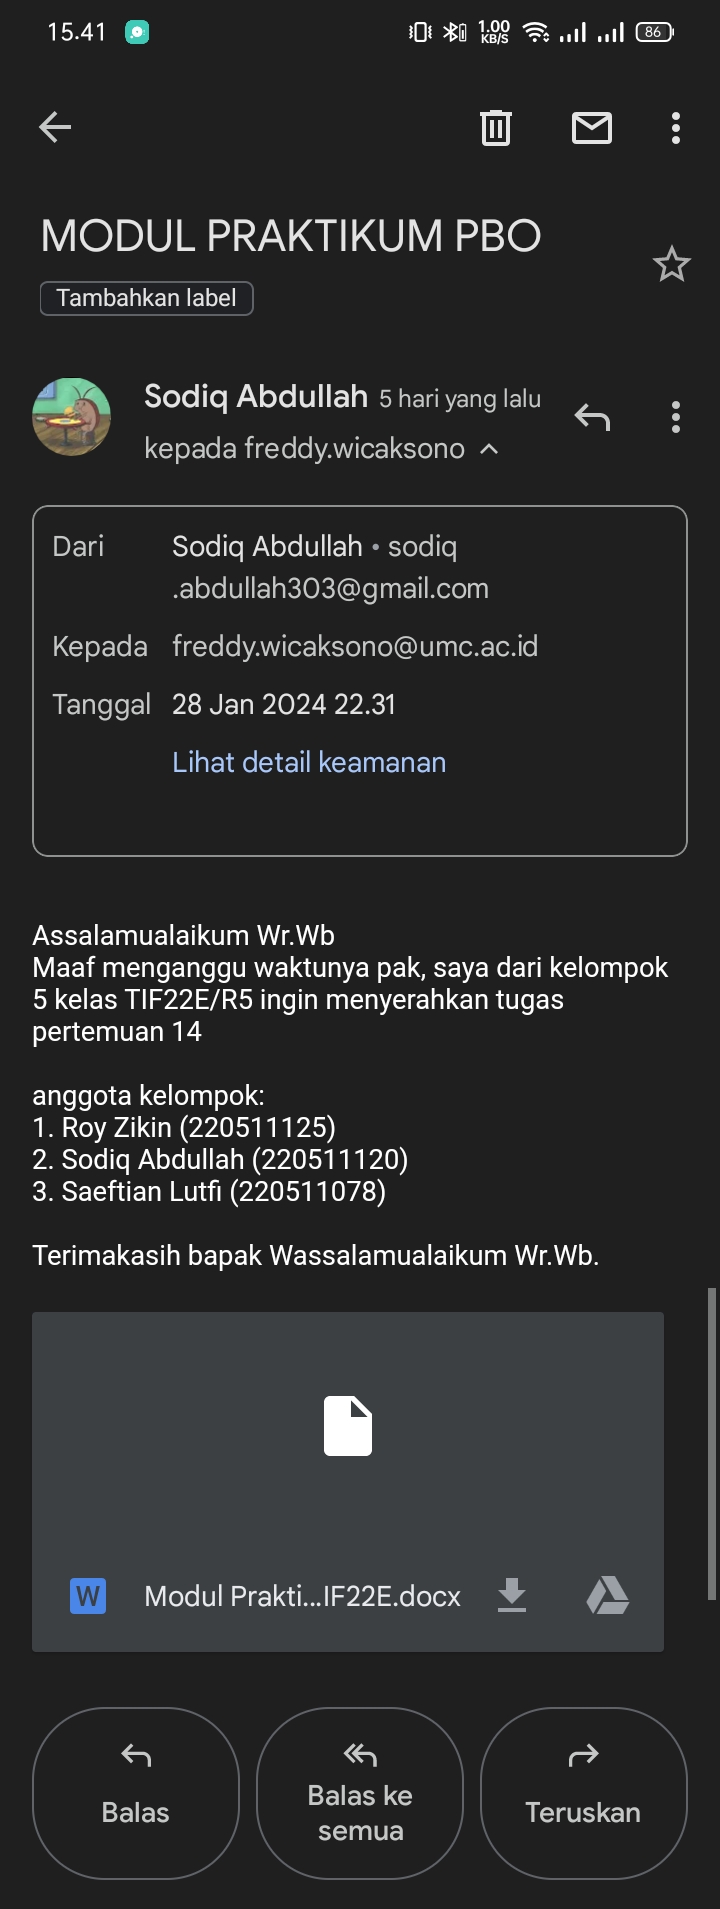 15.41
1.00
KB/S
86
MODUL PRAKTIKUM PBO
Tambahkan label
Sodiq Abdullah 5 hari yang lalu
kepada freddy.wicaksono
Dari Sodiq Abdullah • sodiq
.abdullah303@gmail.com
Kepada freddy.wicaksono@umc.ac.id
Tanggal 28 Jan 2024 22.31
Lihat detail keamanan
Assalamualaikum Wr.Wb
Maaf menganggu waktunya pak, saya dari kelompok
5 kelas TIF22E/R5 ingin menyerahkan tugas
pertemuan 14
anggota kelompok:
1. Roy Zikin (220511125)
2. Sodiq Abdullah (220511120)
3. Saeftian Lutfi (220511078)
Terimakasih bapak Wassalamualaikum Wr.Wb.
W Modul Prakti...IF22E.docx
Balas
Balas ke
semua
Teruskan